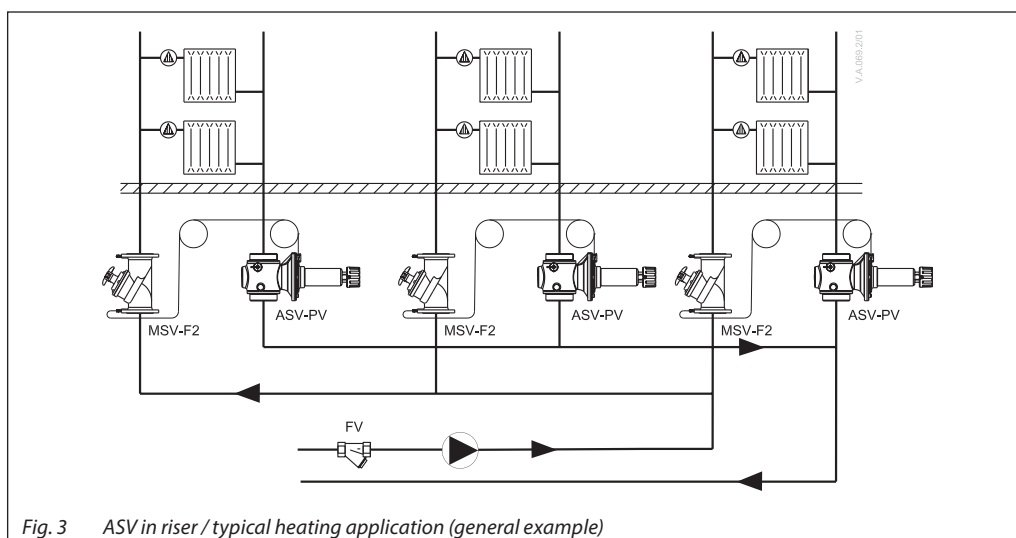 V.A.069.2/01
MSV-F2
ASV-PV
MSV-F2
ASV-PV
MSV-F2
ASV-PV
FV
Fig. 3 ASV in riser / typical heating application (general example)